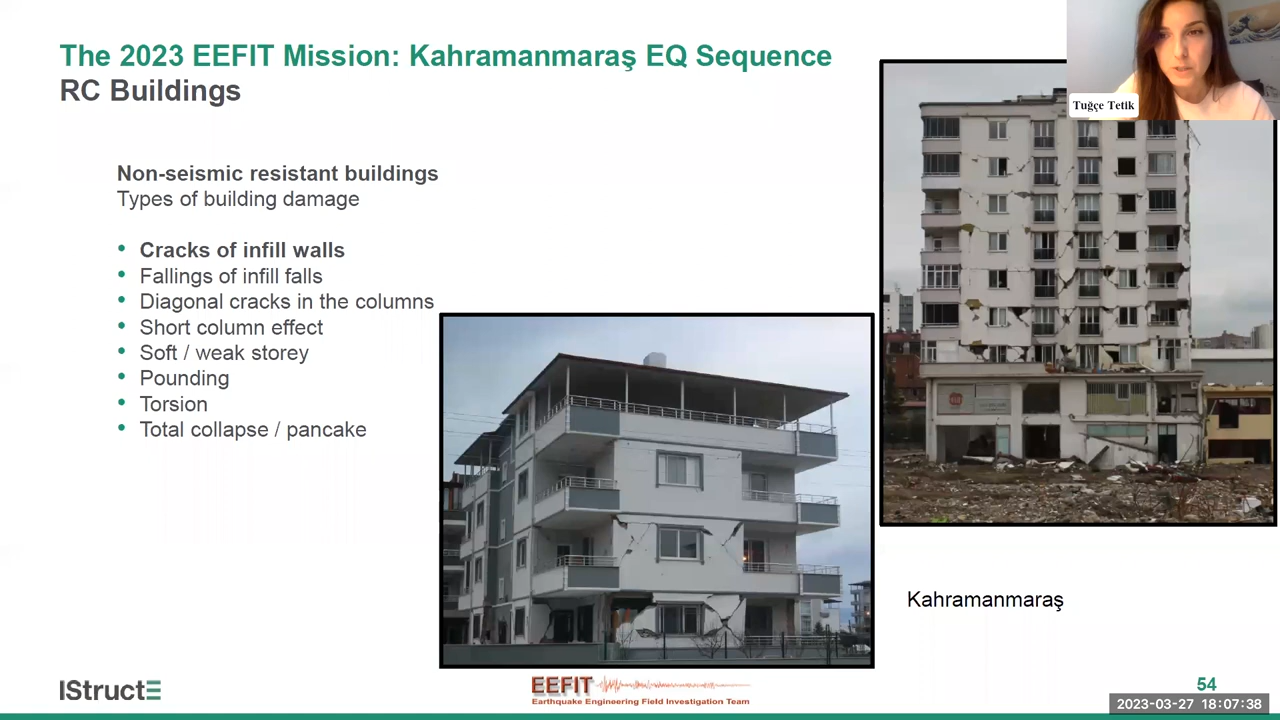 The 2023 EEFIT Mission: Kahramanmaraş EQ Sequence
RC Buildings
Tuğçe Tetik
Non-seismic resistant buildings
Types of building damage
• Cracks of infill walls
• Fallings of infill falls
• Diagonal cracks in the columns
• Short column effect
• Soft / weak storey
• Pounding
• Torsion
• Total collapse / pancake
Kahramanmaraş
IStructE
EEFIT
Earthquake Engineering Field Investigation Team
54
2023-03-27 18:07:38